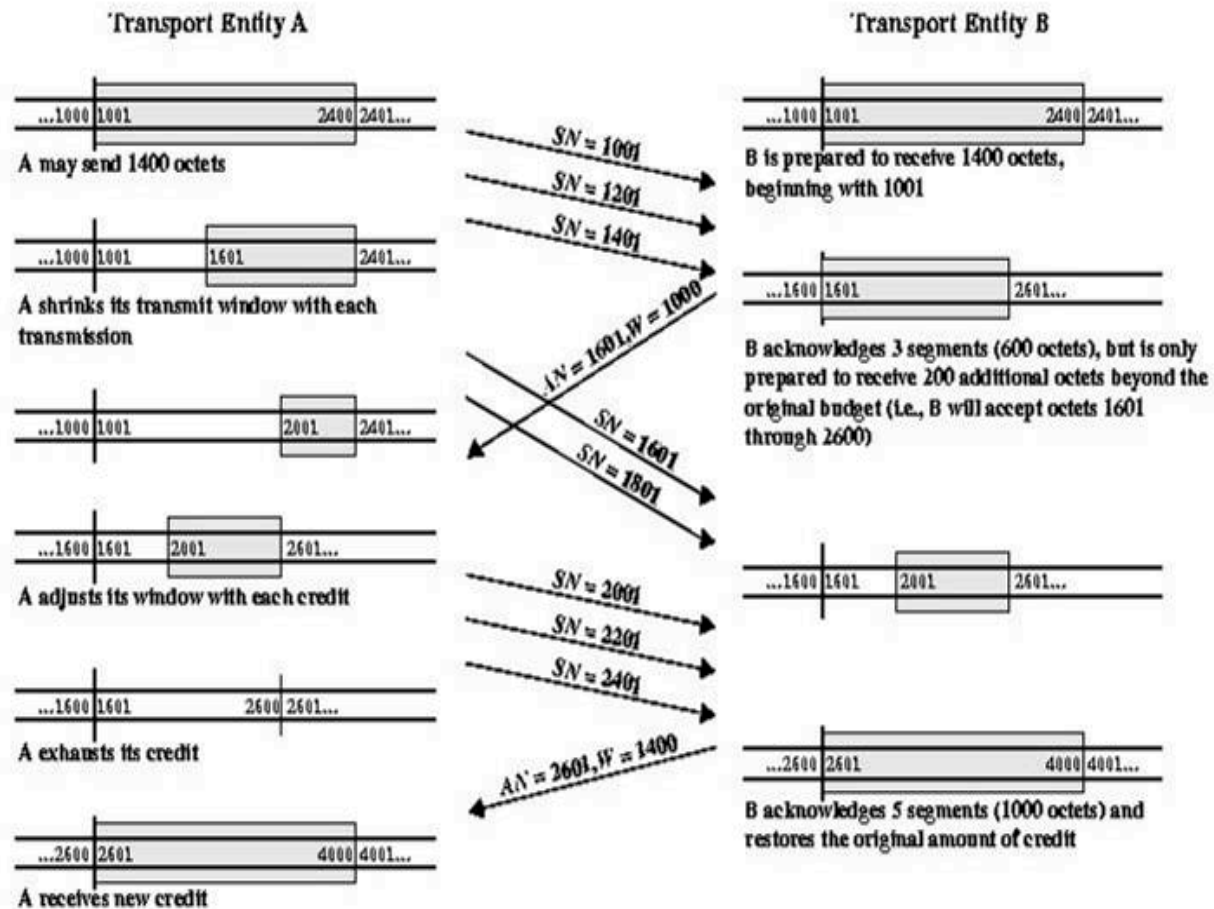 Transport Entity A
Transport Entity B
...1000 1001 2400 2401...
A may send 1400 octets
SN = 1001
SN = 1201
SN = 1401
...1000 1001 2400 2401...
B is prepared to receive 1400 octets,
beginning with 1001
...1000 1001 1601 2401...
A shrinks its transmit window with each
transmission
AN = 1601,W = 1000
...1600 1601 2601...
B acknowledges 3 segments (600 octets), but is only
prepared to receive 200 additional octets beyond the
original budget (i.e., B will accept octets 1601
through 2600)
...1000 1001 2001 2401...
SN = 1601
SN = 1801
...1600 1601 2001 2601...
A adjusts its window with each credit
SN = 2001
SN = 2201
SN = 2401
...1600 1601 2001 2601...
...1600 1601 2600 2601...
A exhausts its credit
AN = 2601,W = 1400
...2600 2601 4000 4001...
B acknowledges 5 segments (1000 octets) and
restores the original amount of credit
...2600 2601 4000 4001...
A receives new credit